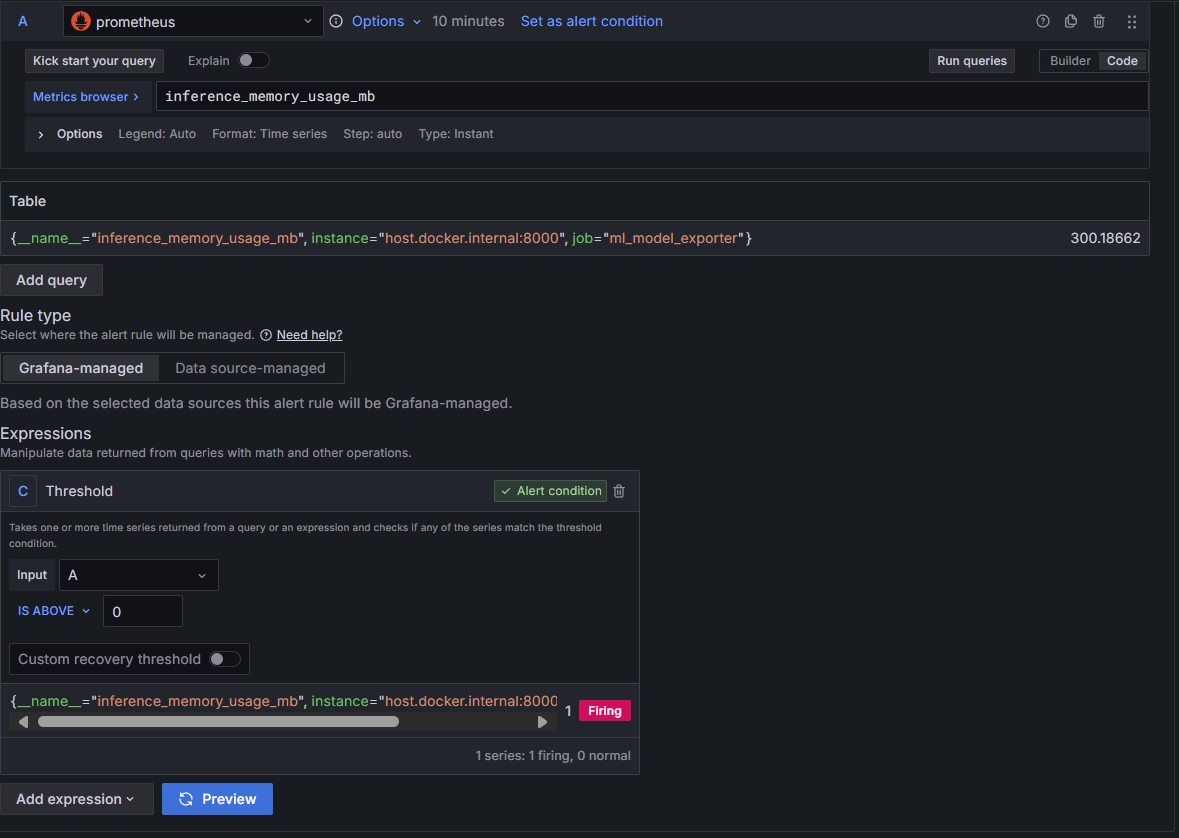 A prometheus Options 10 minutes Set as alert condition
Kick start your query Explain Run queries Builder Code
Metrics browser > inference_memory_usage_mb
> Options Legend: Auto Format: Time series Step: auto Type: Instant
Table
{__name__="inference_memory_usage_mb", instance="host.docker.internal:8000", job="ml_model_exporter"} 300.18662
Add query
Rule type
Select where the alert rule will be managed. Need help?
Grafana-managed Data source-managed
Based on the selected data sources this alert rule will be Grafana-managed.
Expressions
Manipulate data returned from queries with math and other operations.
C Threshold Alert condition
Takes one or more time series returned from a query or an expression and checks if any of the series match the threshold
condition.
Input A
IS ABOVE 0
Custom recovery threshold
{__name__="inference_memory_usage_mb", instance="host.docker.internal:8000 1 Firing
1 series: 1 firing, 0 normal
Add expression Preview